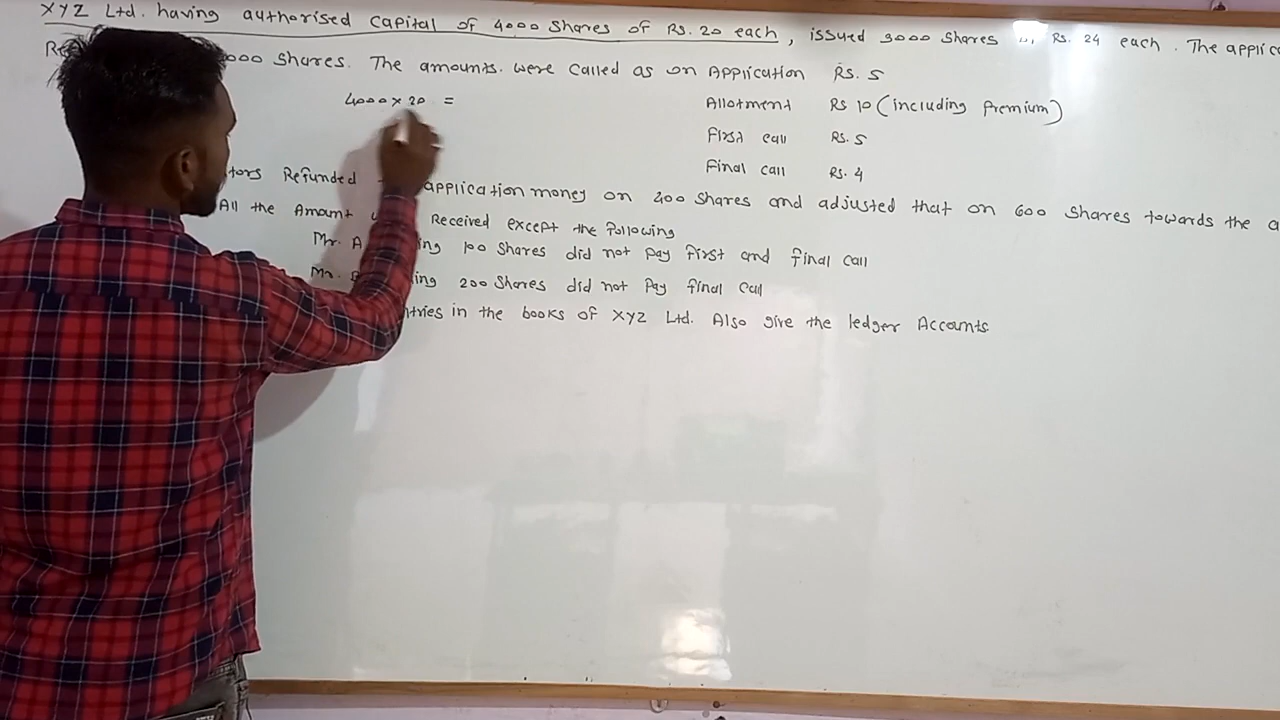 XYZ Ltd. having authorised capital of 4000 shares of Rs. 20 each, issued 3000 shares Rs. 24 each. The applic
000 shares. The amounts. were called as on Application Rs. 5
4000 x 20 =
Allotment Rs 10 (including premium)
First call Rs. 5
Final call Rs. 4
tors Refunded application money on 400 shares and adjusted that on 600 shares towards the a
All the Amount Received except the following
Mr. A ing 100 shares did not pay first and final call
Mr. B ing 200 shares did not pay final call
ntries in the books of XYZ Ltd. Also give the ledger Accounts